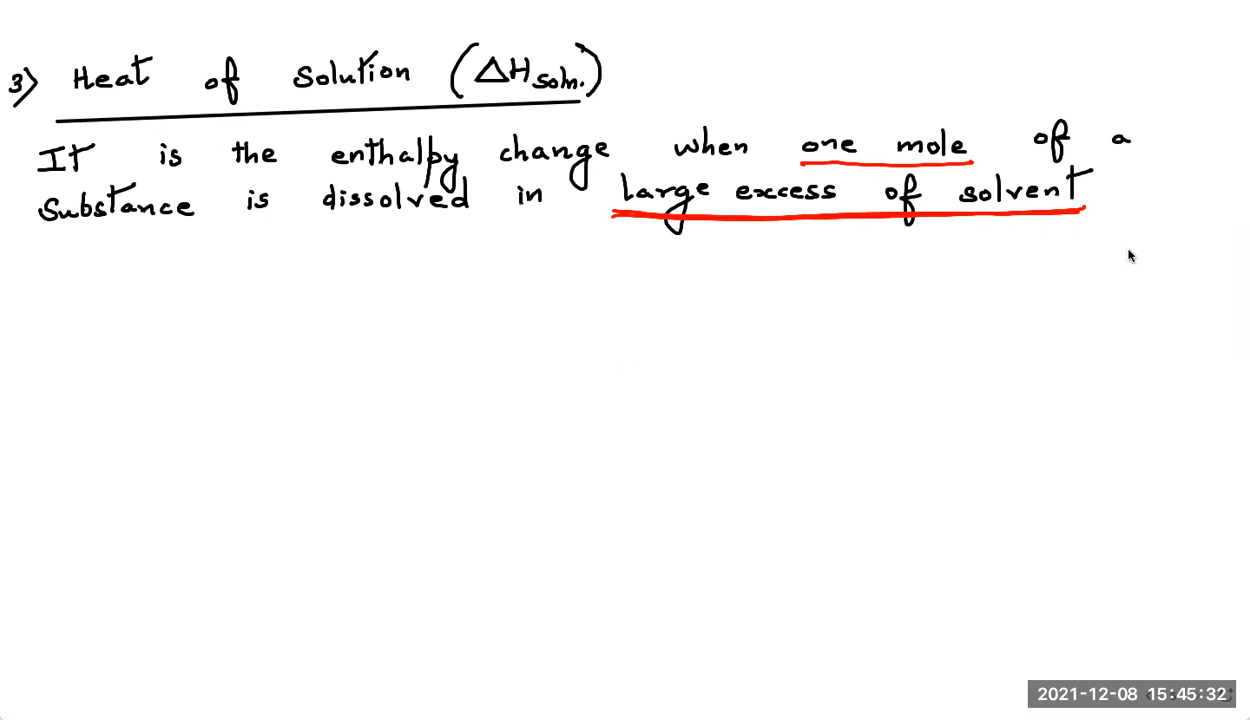 3) Heat of Solution (ΔHsoln.)
It is the enthalpy change when one mole of a
Substance is dissolved in large excess of solvent
2021-12-08 15:45:32